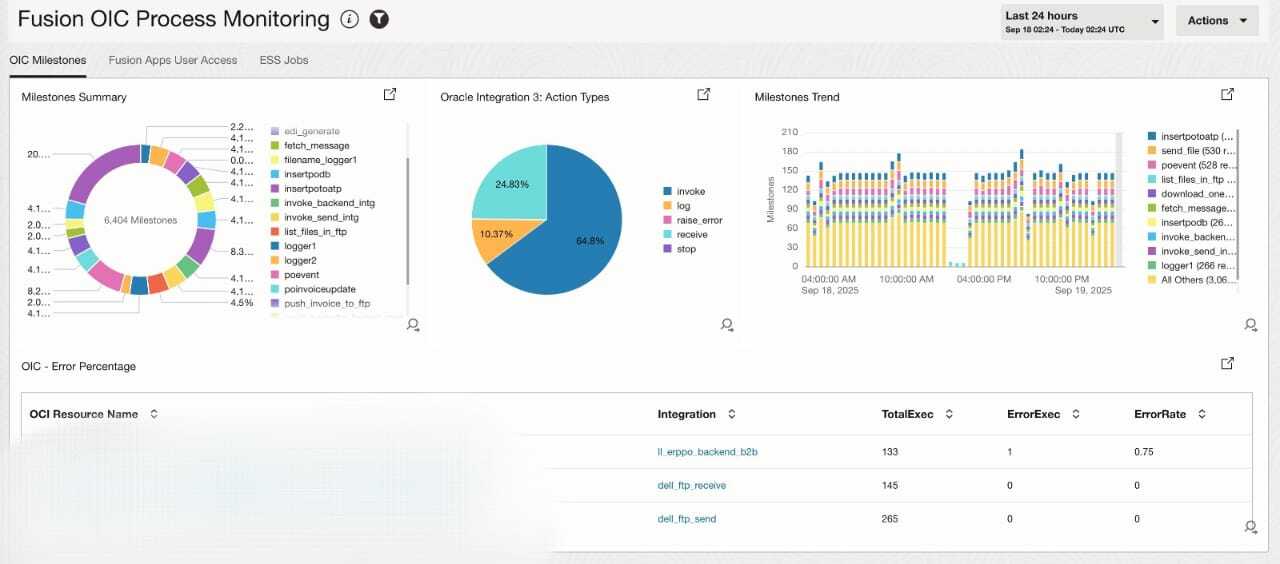 Fusion OIC Process Monitoring
Last 24 hours
Sep 18 02:24 - Today 02:24 UTC
Actions
OIC Milestones
Fusion Apps User Access
ESS Jobs
Milestones Summary
edi_generate
fetch_message
filename_logger1
insertpodb
insertpotoatp
invoke_backend_intg
invoke_send_intg
list_files_in_ftp
logger1
logger2
poevent
poinvoiceupdate
push_invoice_to_ftp
6,404 Milestones
2.2...
4.1...
4.1...
0.0...
4.1...
4.1...
4.1...
8.3...
4.1...
4.1...
4.5%
20....
4.1...
2.0...
2.0...
4.1...
4.1...
8.2...
2.0...
4.1...
Oracle Integration 3: Action Types
24.83%
10.37%
64.8%
invoke
log
raise_error
receive
stop
Milestones Trend
Milestones
210
180
150
120
90
60
30
0
04:00:00 AM
10:00:00 AM
04:00:00 PM
10:00:00 PM
Sep 18, 2025
Sep 19, 2025
insertpotoatp (...
send_file (530 r...
poevent (528 re...
list_files_in_ftp ...
download_one...
fetch_message...
insertpodb (26...
invoke_backen...
invoke_send_in...
logger1 (266 re...
All Others (3,06...
OIC - Error Percentage
OCI Resource Name
Integration
TotalExec
ErrorExec
ErrorRate
ll_erppo_backend_b2b
133
1
0.75
dell_ftp_receive
145
0
0
dell_ftp_send
265
0
0